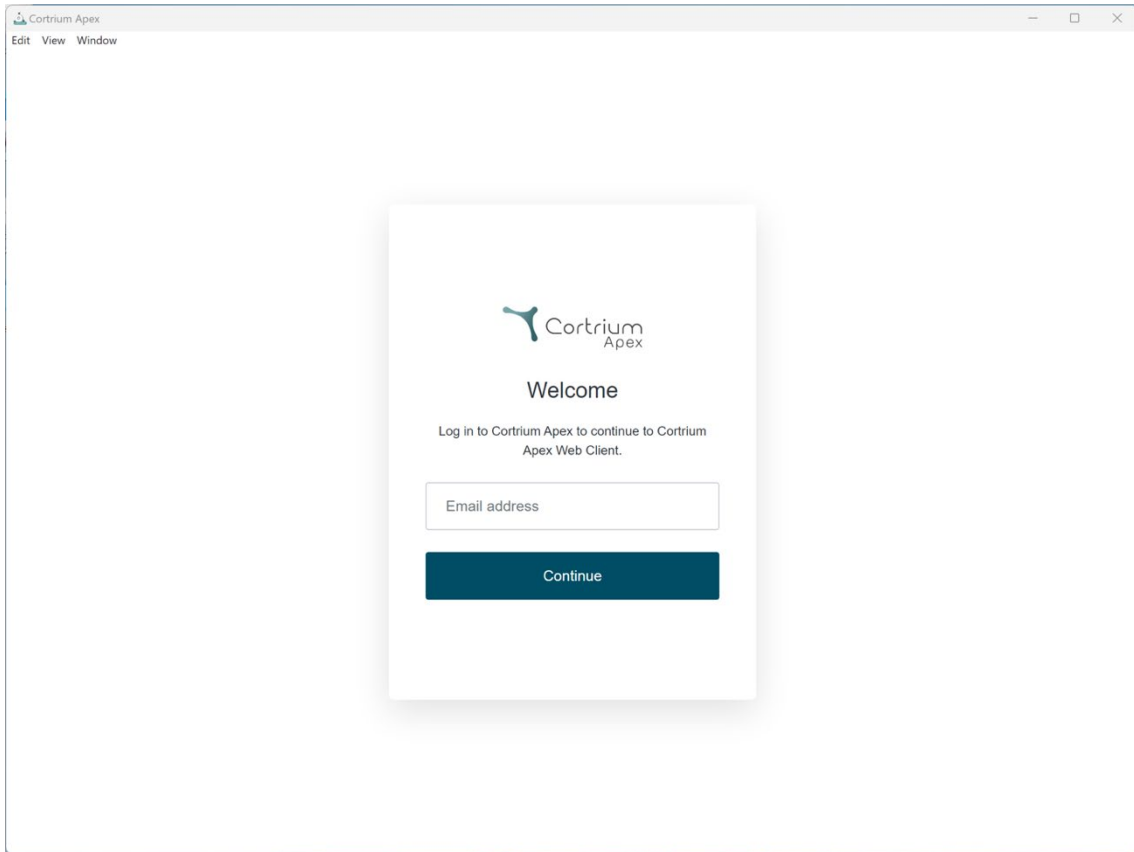 Cortrium Apex
Edit View Window
Cortrium
Apex
Welcome
Log in to Cortrium Apex to continue to Cortrium
Apex Web Client.
Email address
Continue